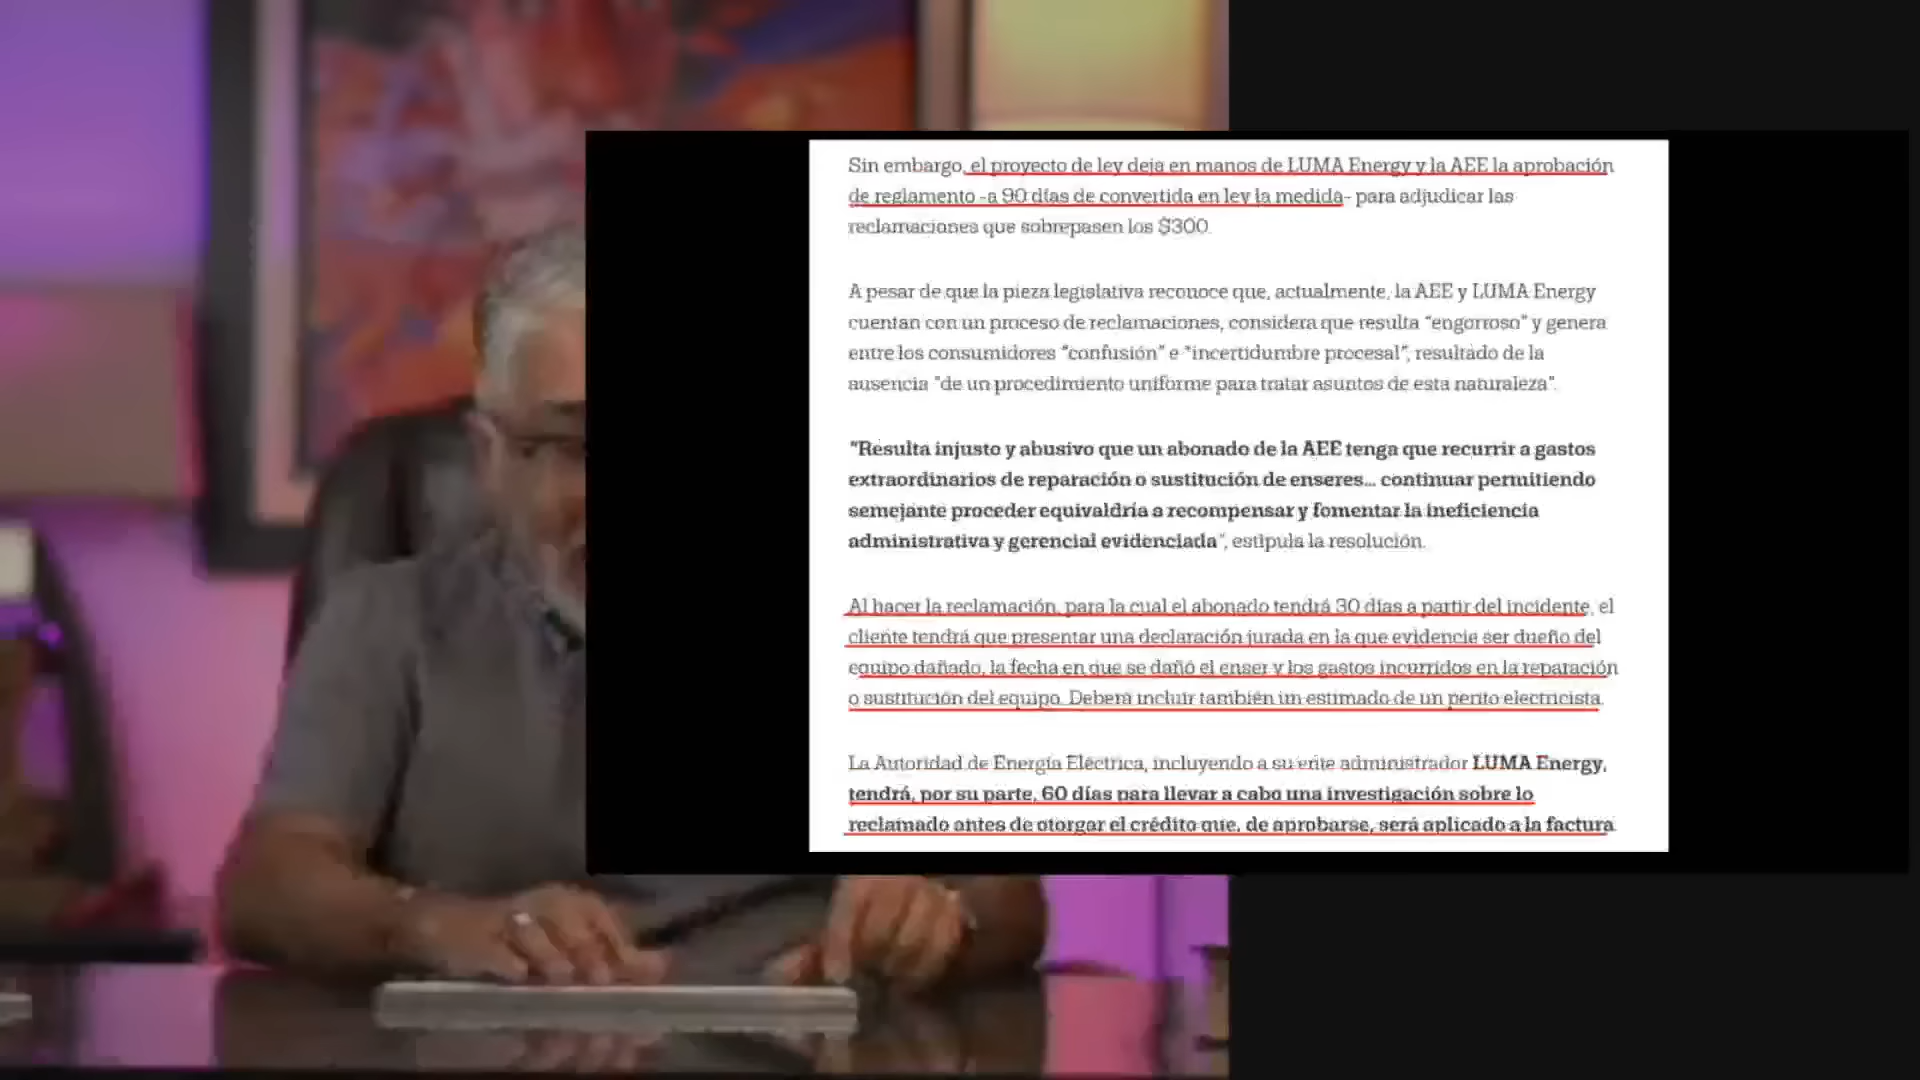 Sin embargo, el proyecto de ley deja en manos de LUMA Energy y la AEE la aprobación
de reglamento -a 90 días de convertida en ley la medida- para adjudicar las
reclamaciones que sobrepasen los $300.
A pesar de que la pieza legislativa reconoce que, actualmente, la AEE y LUMA Energy
cuentan con un proceso de reclamaciones, considera que resulta “engorroso” y genera
entre los consumidores “confusión” e “incertidumbre procesal”, resultado de la
ausencia “de un procedimiento uniforme para tratar asuntos de esta naturaleza”.
“Resulta injusto y abusivo que un abonado de la AEE tenga que recurrir a gastos
extraordinarios de reparación o sustitución de enseres... continuar permitiendo
semejante proceder equivaldría a recompensar y fomentar la ineficiencia
administrativa y gerencial evidenciada”, estipula la resolución.
Al hacer la reclamación, para la cual el abonado tendrá 30 días a partir del incidente, el
cliente tendrá que presentar una declaración jurada en la que evidencie ser dueño del
equipo dañado, la fecha en que se dañó el enser y los gastos incurridos en la reparación
o sustitución del equipo. Deberá incluir también un estimado de un perito electricista.
La Autoridad de Energía Eléctrica, incluyendo a su ente administrador LUMA Energy,
tendrá, por su parte, 60 días para llevar a cabo una investigación sobre lo
reclamado antes de otorgar el crédito que, de aprobarse, será aplicado a la factura